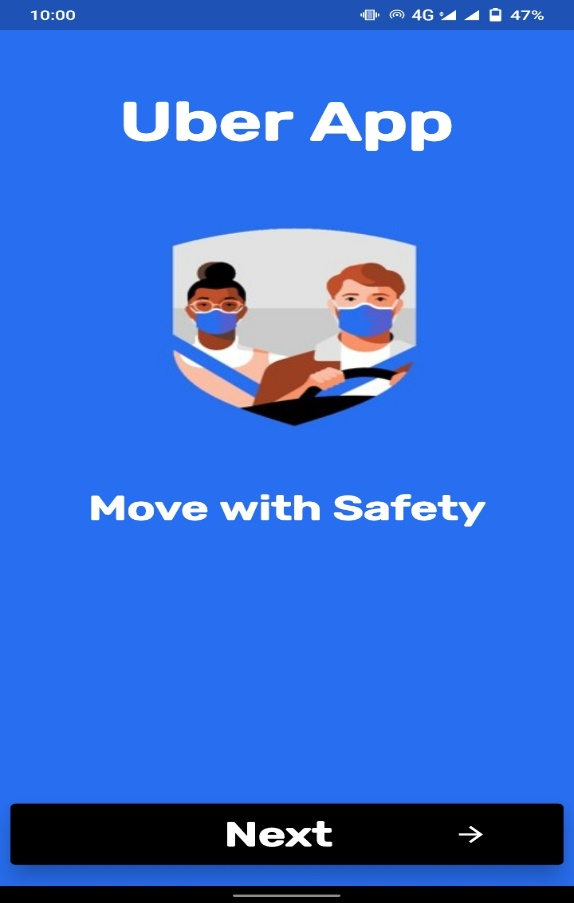 10:00 4G 47%
Uber App
Move with Safety
Next